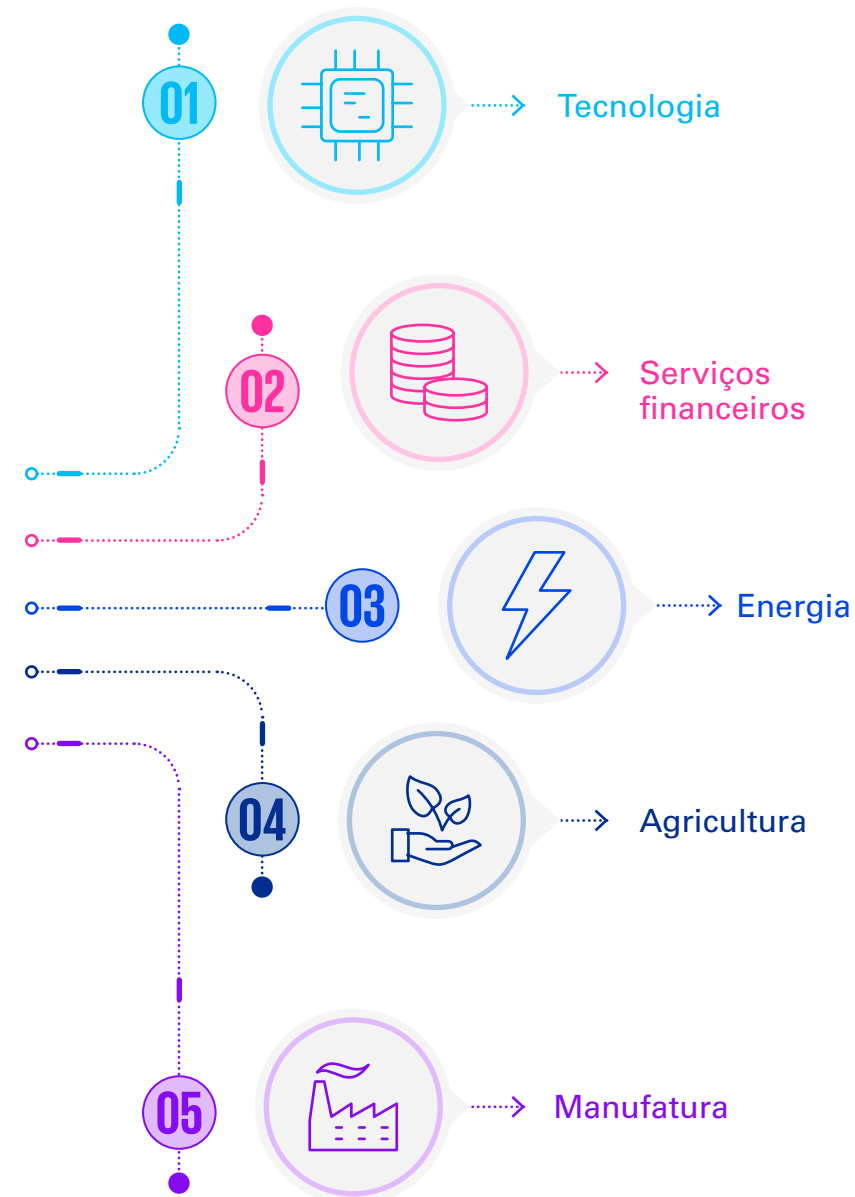 01
Tecnologia
02
Serviços
financeiros
03
Energia
04
Agricultura
05
Manufatura